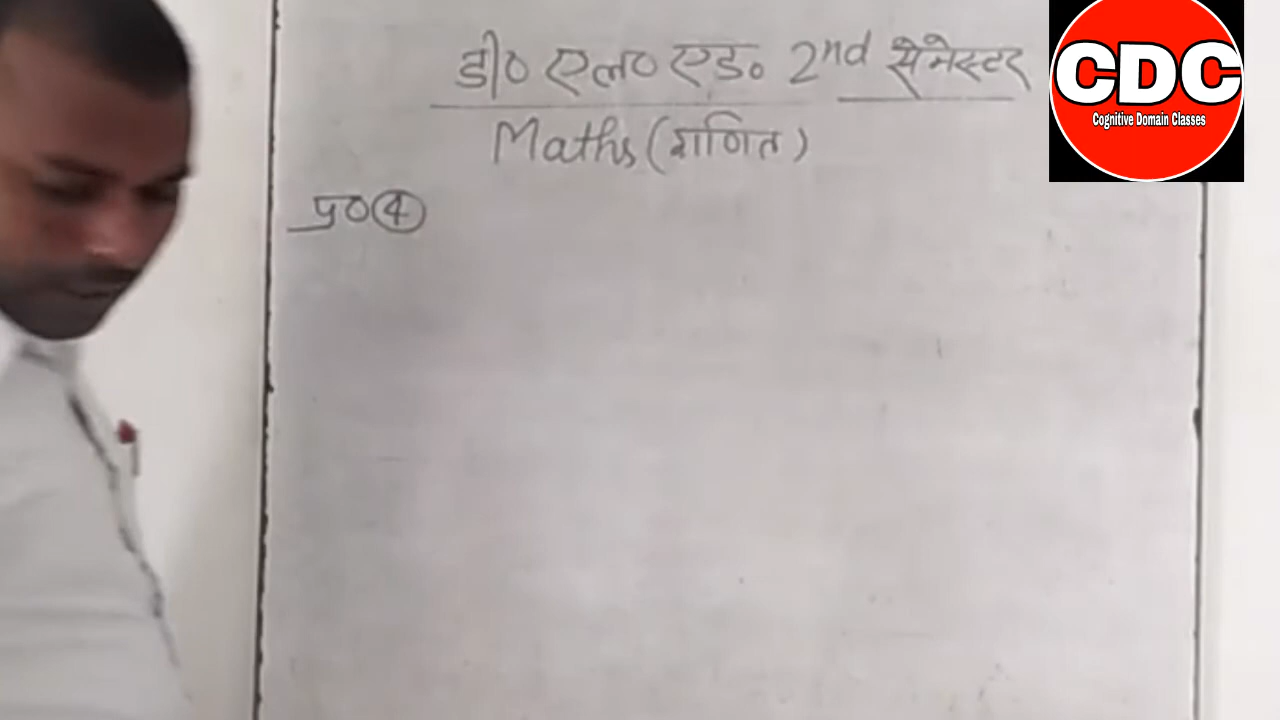 डी० एल० एड० 2nd सेमेस्टर
Maths (गणित)
प्र० ④
CDC
Cognitive Domain Classes